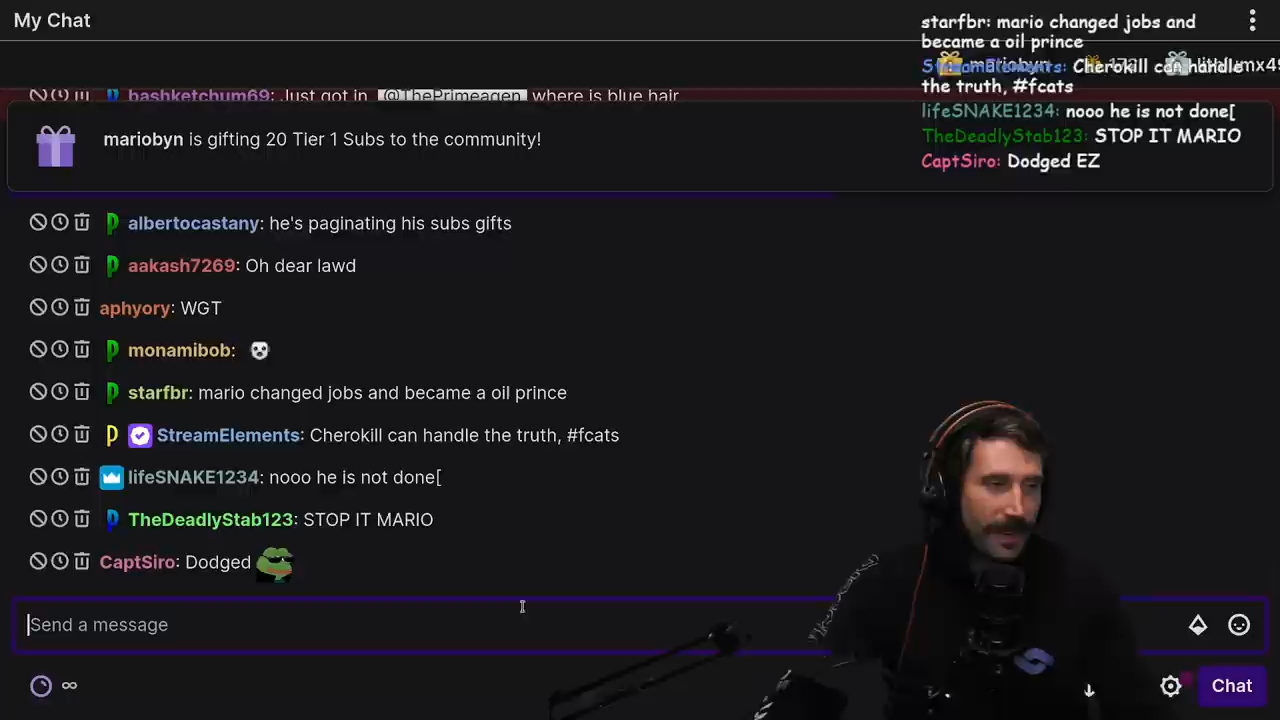 My Chat
bashketchum69: Just got in @ThePrimeagen where is blue hair
mariobyn is gifting 20 Tier 1 Subs to the community!
albertocastany: he's paginating his subs gifts
aakash7269: Oh dear lawd
aphyory: WGT
monamibob:
starfbr: mario changed jobs and became a oil prince
StreamElements: Cherokill can handle the truth, #fcats
lifeSNAKE1234: nooo he is not done[
TheDeadlyStab123: STOP IT MARIO
CaptSiro: Dodged
Send a message
Chat
starfbr: mario changed jobs and
became a oil prince
StreamElements: Cherokill can handle
the truth, #fcats
lifeSNAKE1234: nooo he is not done[
TheDeadlyStab123: STOP IT MARIO
CaptSiro: Dodged EZ